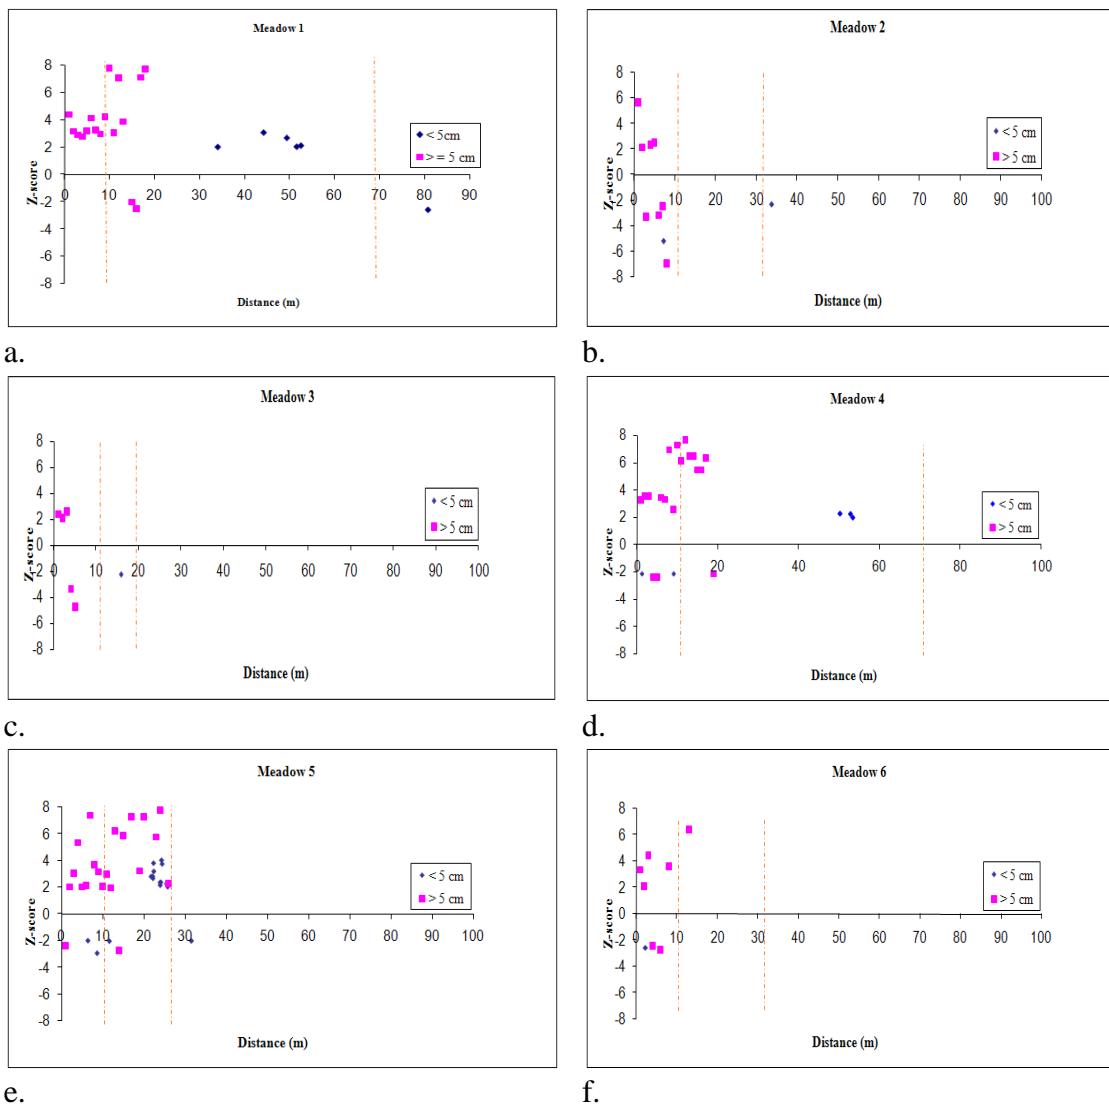 Meadow 1
8
6
4
2
0
-2
-4
-6
-8
0 10 20 30 40 50 60 70 80 90
Z-score
Distance (m)
< 5cm
> = 5 cm
a.
Meadow 2
8
6
4
2
0
-2
-4
-6
-8
0 10 20 30 40 50 60 70 80 90 100
Z-score
Distance (m)
< 5 cm
> 5 cm
b.
Meadow 3
8
6
4
2
0
-2
-4
-6
-8
0 10 20 30 40 50 60 70 80 90 100
Z-score
Distance (m)
< 5 cm
> 5 cm
c.
Meadow 4
8
6
4
2
0
-2
-4
-6
-8
0 20 40 60 80 100
Z-score
Distance (m)
< 5 cm
> 5 cm
d.
Meadow 5
8
6
4
2
0
-2
-4
-6
-8
0 10 20 30 40 50 60 70 80 90 100
Z-score
Distance (m)
< 5 cm
> 5 cm
e.
Meadow 6
8
6
4
2
0
-2
-4
-6
-8
0 10 20 30 40 50 60 70 80 90 100
Z-score
Distance (m)
< 5 cm
> 5 cm
f.